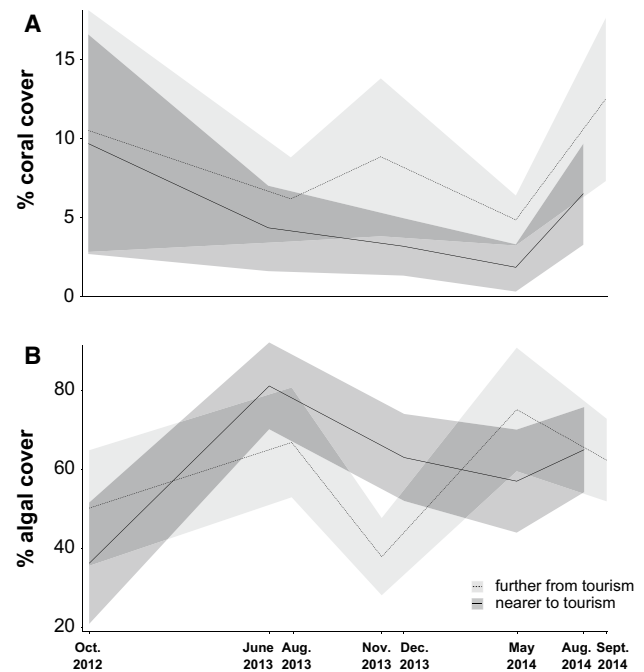 A
% coral cover
15
10
5
0
B
% algal cover
80
60
40
20
further from tourism
nearer to tourism
Oct. June Aug. Nov. Dec. May Aug. Sept.
2012 2013 2013 2013 2013 2014 2014 2014